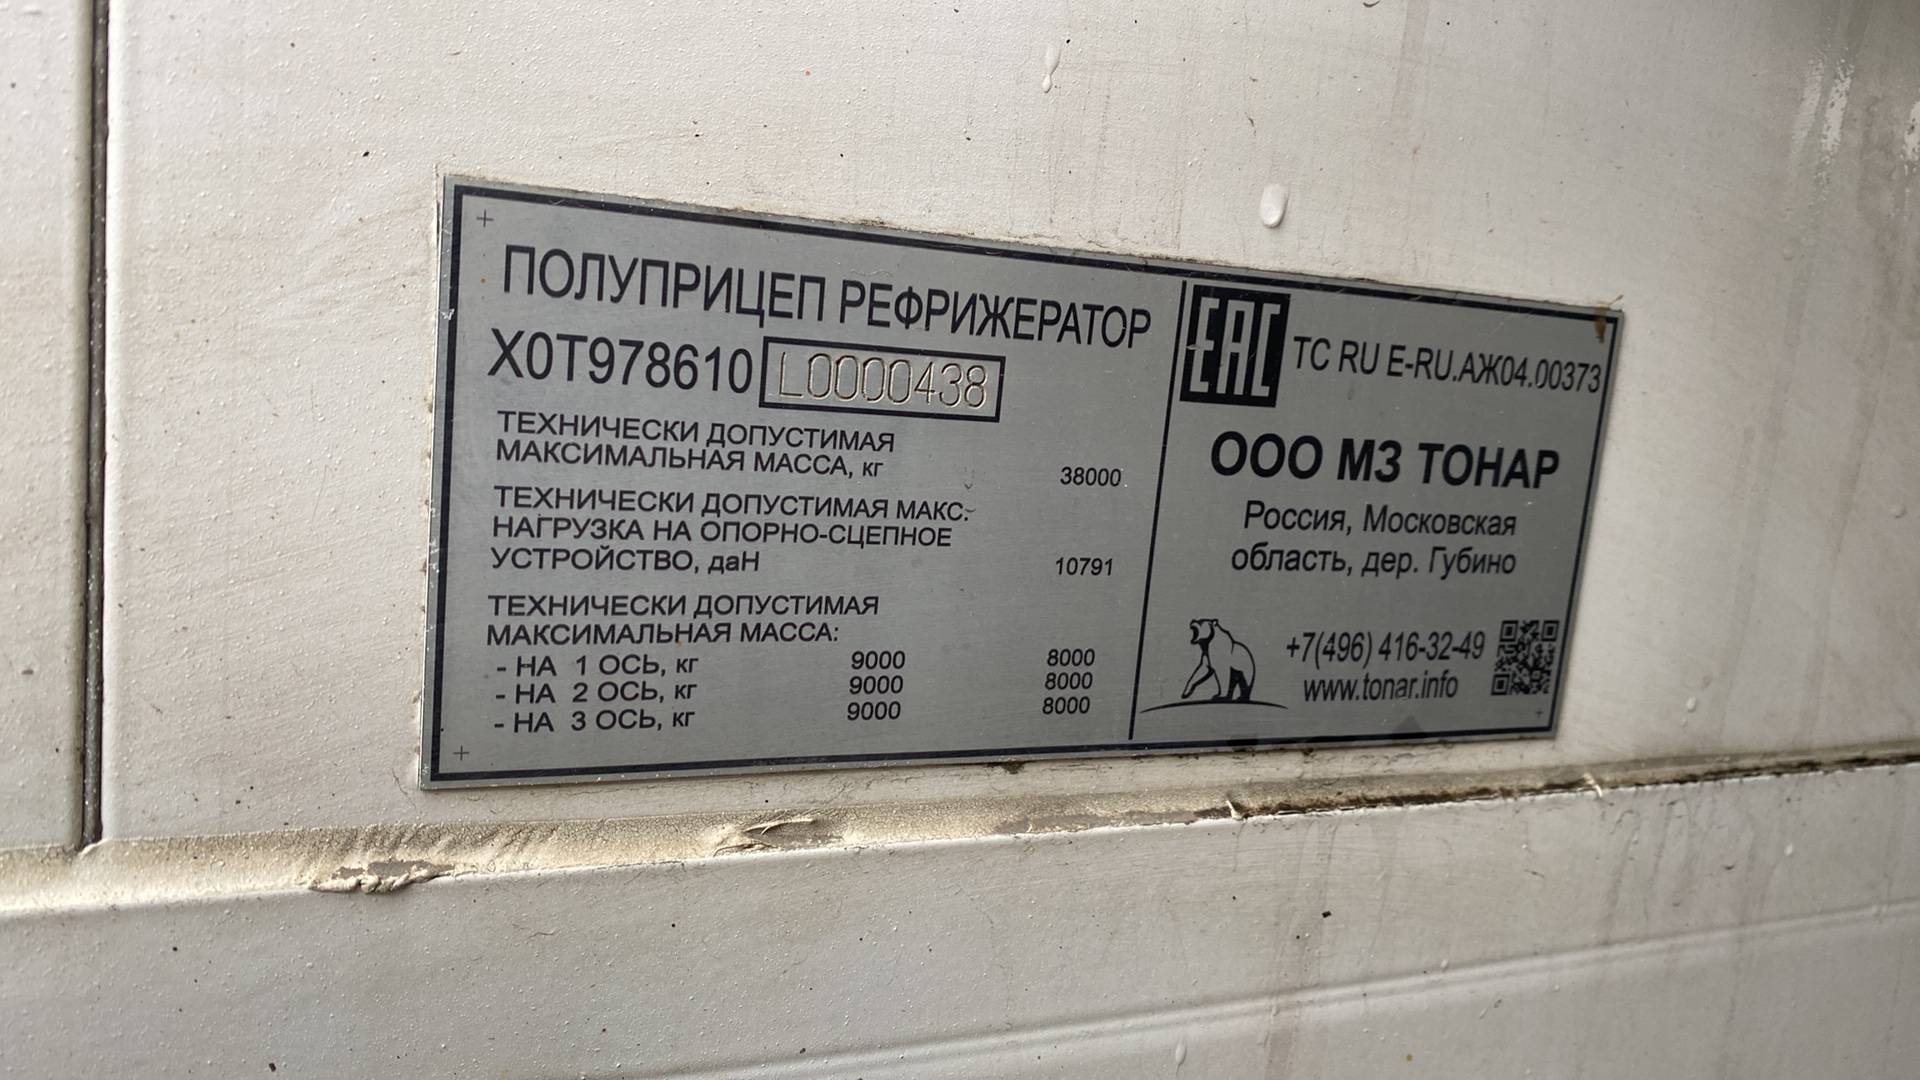 ПОЛУПРИЦЕП РЕФРИЖЕРАТОР
X0T978610 L0000438
ТЕХНИЧЕСКИ ДОПУСТИМАЯ
МАКСИМАЛЬНАЯ МАССА, кг 38000
ТЕХНИЧЕСКИ ДОПУСТИМАЯ МАКС.
НАГРУЗКА НА ОПОРНО-СЦЕПНОЕ
УСТРОЙСТВО, даН 10791
ТЕХНИЧЕСКИ ДОПУСТИМАЯ
МАКСИМАЛЬНАЯ МАССА:
- НА 1 ОСЬ, кг 9000 8000
- НА 2 ОСЬ, кг 9000 8000
- НА 3 ОСЬ, кг 9000 8000
EAC ТС RU E-RU.АЖ04.00373
ООО МЗ ТОНАР
Россия, Московская
область, дер. Губино
+7(496) 416-32-49
www.tonar.info